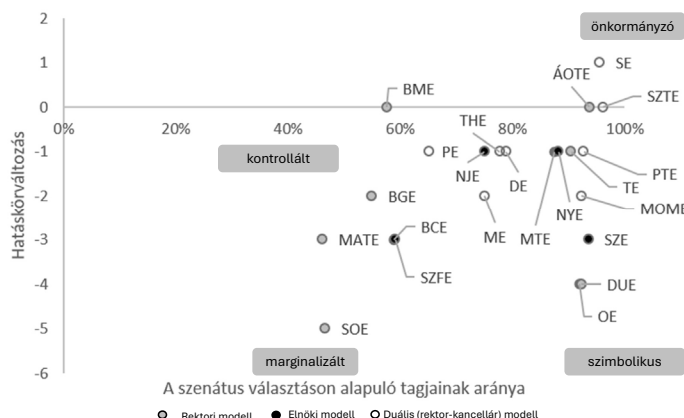 2
önkormányzó
1
SE
ÁOTE
BME
SZTE
0
0% 20% 40% 60% 80% 100%
THE
kontrollált
-1
PE
NJE
DE
PTE
TE
-2
BGE
ME
MTE
NYE
MOME
BCE
-3
MATE
SZE
SZFE
-4
DUE
OE
-5
SOE
marginalizált
szimbolikus
-6
Hatáskörváltozás
A szenátus választáson alapuló tagjainak aránya
Rektori modell Elnöki modell Duális (rektor-kancellár) modell